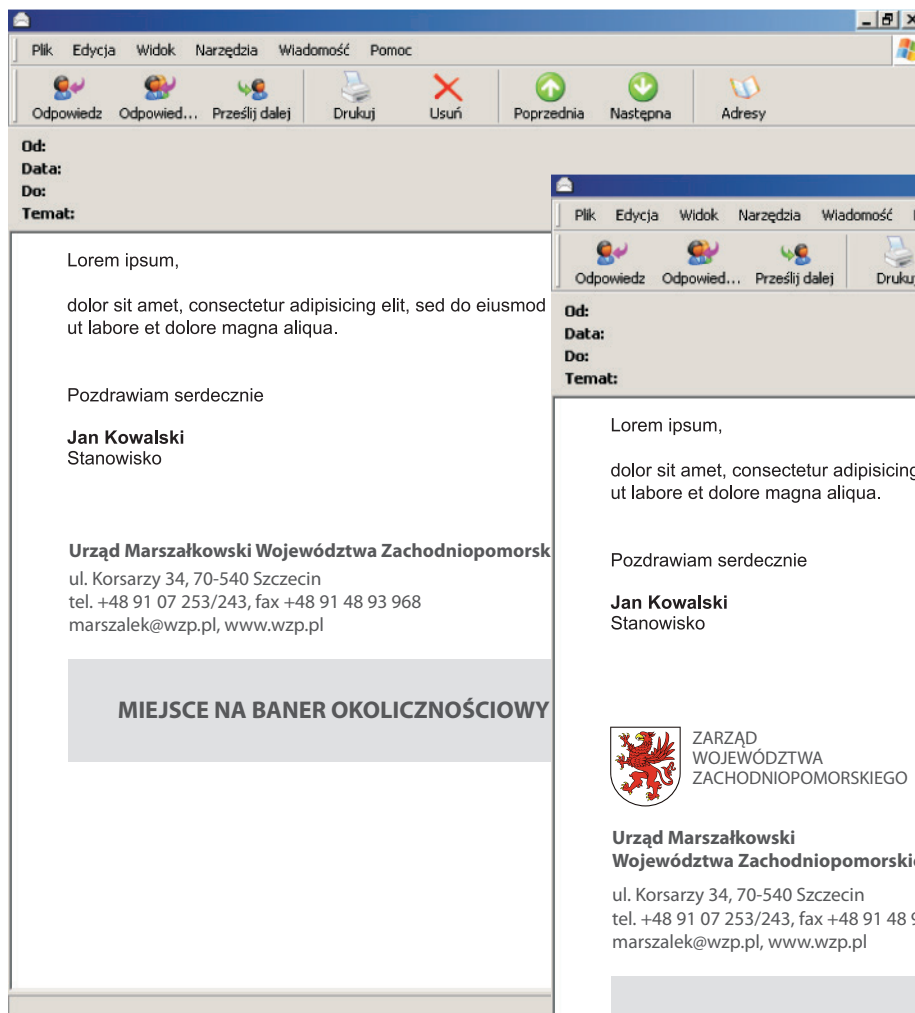 Plik Edycja Widok Narzędzia Wiadomość Pomoc
Odpowiedz Odpowied... Prześlij dalej Drukuj Usuń Poprzednia Następna Adresy
Od:
Data:
Do:
Temat:
Lorem ipsum,
dolor sit amet, consectetur adipisicing elit, sed do eiusmod
ut labore et dolore magna aliqua.
Pozdrawiam serdecznie
Jan Kowalski
Stanowisko
Urząd Marszałkowski Województwa Zachodniopomorsk
ul. Korsarzy 34, 70-540 Szczecin
tel. +48 91 07 253/243, fax +48 91 48 93 968
marszalek@wzp.pl, www.wzp.pl
MIEJSCE NA BANER OKOLICZNOŚCIOWY
Plik Edycja Widok Narzędzia Wiadomość
Odpowiedz Odpowied... Prześlij dalej Drukuj
Od:
Data:
Do:
Temat:
Lorem ipsum,
dolor sit amet, consectetur adipisicing
ut labore et dolore magna aliqua.
Pozdrawiam serdecznie
Jan Kowalski
Stanowisko
ZARZĄD
WOJEWÓDZTWA
ZACHODNIOPOMORSKIEGO
Urząd Marszałkowski
Województwa Zachodniopomorskie
ul. Korsarzy 34, 70-540 Szczecin
tel. +48 91 07 253/243, fax +48 91 48 9
marszalek@wzp.pl, www.wzp.pl